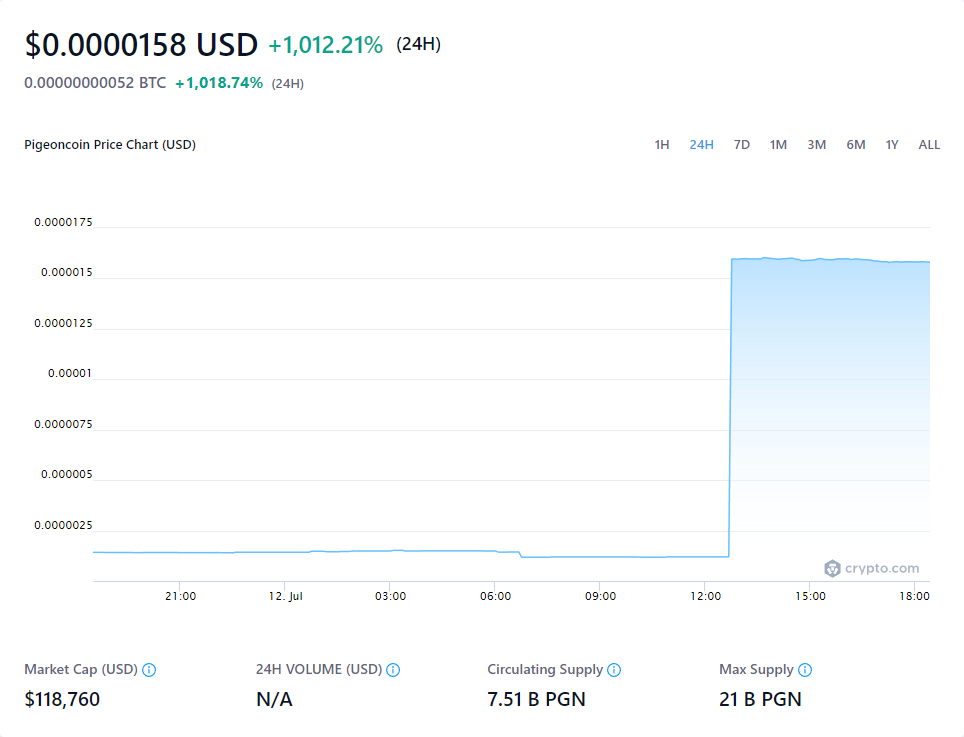 $0.0000158 USD +1,012.21% (24H)
0.00000000052 BTC +1,018.74% (24H)
Pigeoncoin Price Chart (USD) 1H 24H 7D 1M 3M 6M 1Y ALL
0.0000175
0.000015
0.0000125
0.00001
0.0000075
0.000005
0.0000025
crypto.com
21:00 12. Jul 03:00 06:00 09:00 12:00 15:00 18:00
Market Cap (USD) 24H VOLUME (USD) Circulating Supply Max Supply
$118,760 N/A 7.51 B PGN 21 B PGN